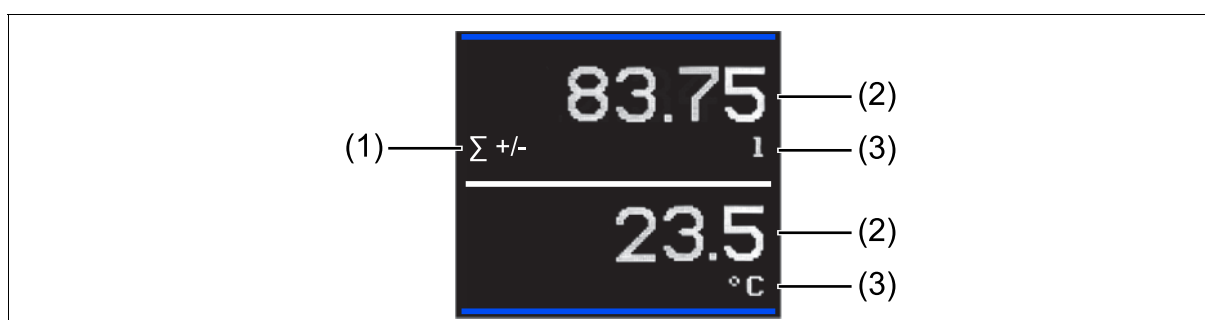 83.75 (2)
(1) ∑ +/- l (3)
23.5 (2)
°C (3)